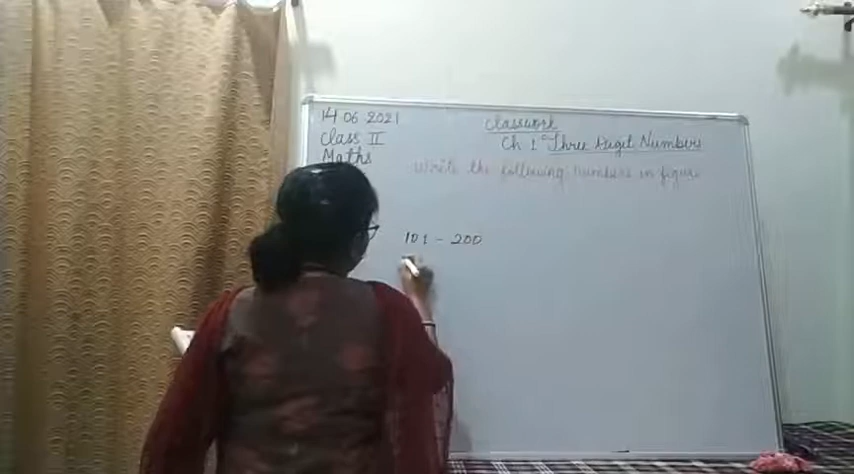 14 06 2021
Classwork
Class II
Ch 1 Three Digit Numbers
Maths
Write the following numbers in figure
101 - 200